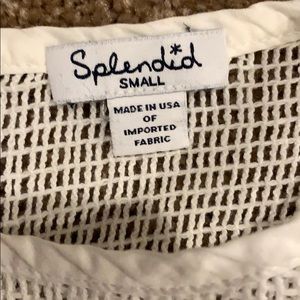 Splendid
SMALL
MADE IN USA
OF
IMPORTED
FABRIC